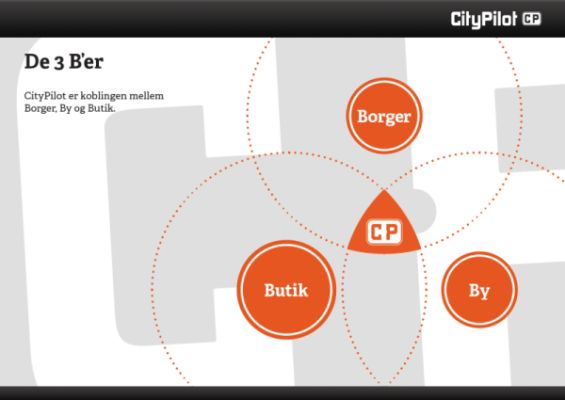 CityPilot CP
De 3 B'er
CityPilot er koblingen mellem
Borger, By og Butik.
Borger
CP
Butik
By